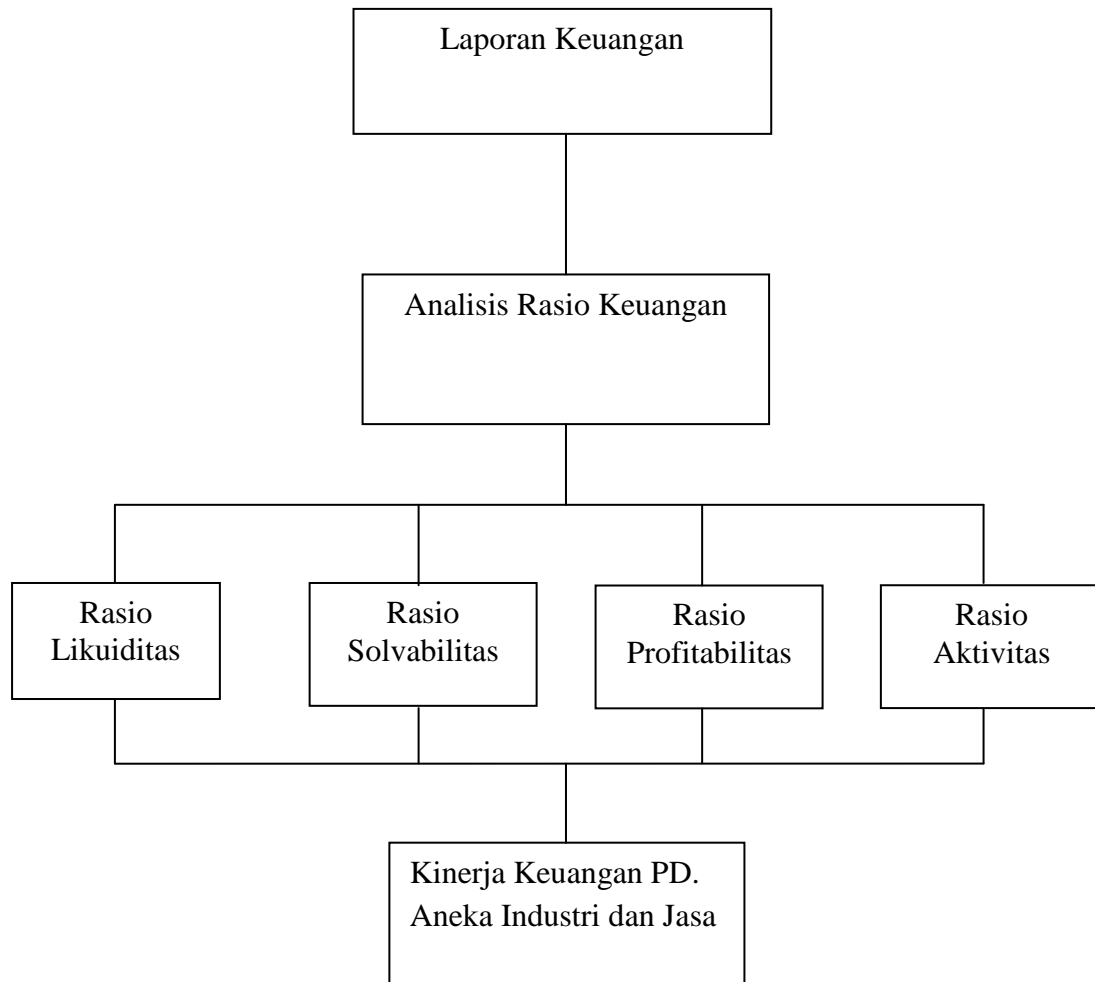 Laporan Keuangan
Analisis Rasio Keuangan
Rasio
Likuiditas
Rasio
Solvabilitas
Rasio
Profitabilitas
Rasio
Aktivitas
Kinerja Keuangan PD.
Aneka Industri dan Jasa